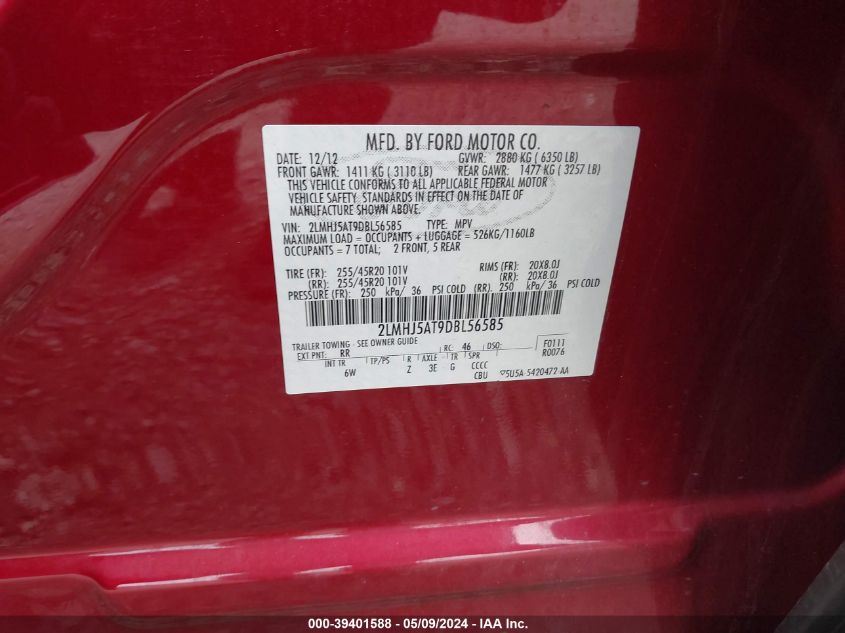 MFD. BY FORD MOTOR CO.
DATE: 12/12 GVWR: 2880 KG ( 6350 LB)
FRONT GAWR: 1411 KG ( 3110 LB) REAR GAWR: 1477 KG ( 3257 LB)
THIS VEHICLE CONFORMS TO ALL APPLICABLE FEDERAL MOTOR
VEHICLE SAFETY STANDARDS IN EFFECT ON THE DATE OF
MANUFACTURE SHOWN ABOVE.
VIN: 2LMHJ5AT9DBL56585 TYPE: MPV
MAXIMUM LOAD = OCCUPANTS + LUGGAGE = 526KG/1160LB
OCCUPANTS = 7 TOTAL; 2 FRONT, 5 REAR
TIRE (FR): 255/45R20 101V RIMS (FR): 20X8.0J
(RR): 255/45R20 101V (RR): 20X8.0J
PRESSURE (FR): 250 kPa/ 36 PSI COLD (RR): 250 kPa/ 36 PSI COLD
2LMHJ5AT9DBL56585
TRAILER TOWING - SEE OWNER GUIDE
EXT PNT: RR RC: 46 DSO: F0111
R0076
INT TR TP/PS R AXLE TR SPR
6W Z 3E G CCCC
CBU 5U5A-5420472-AA
000-39401588 - 05/09/2024 - IAA Inc.